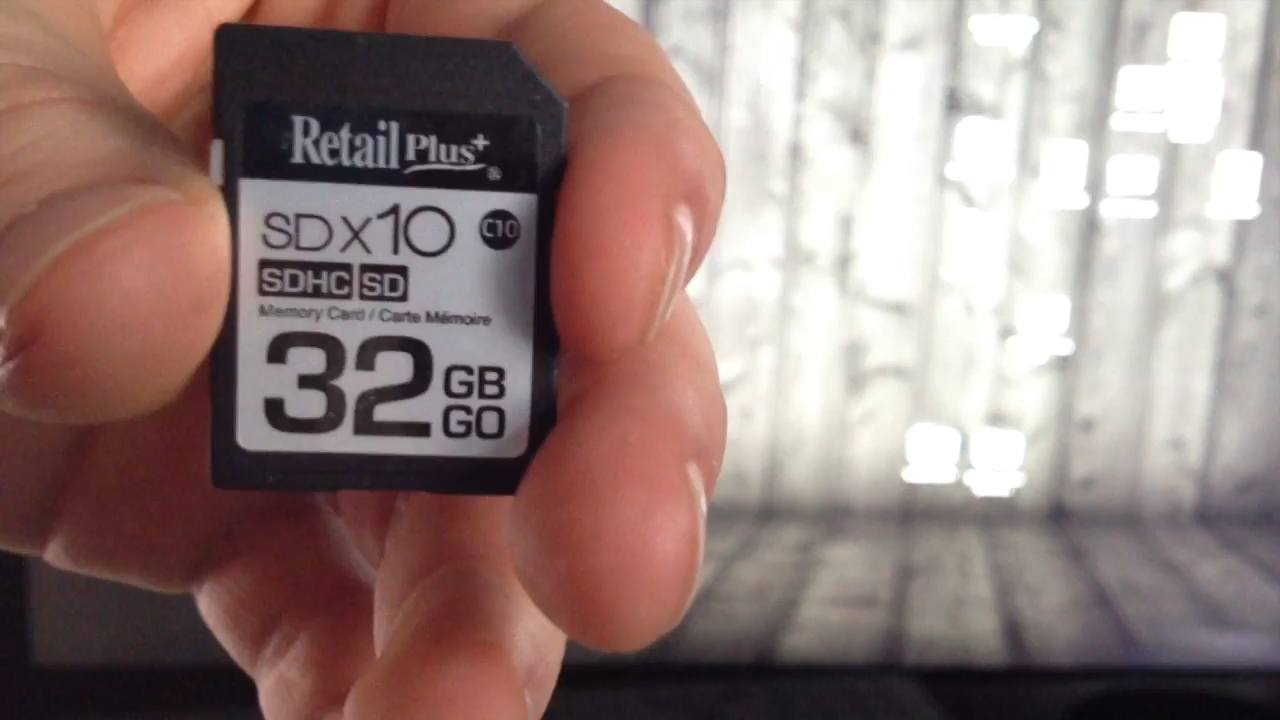 Retail Plus+®
SDX10 C10
SDHC SD
Memory Card / Carte Mémoire
32 GB
GO